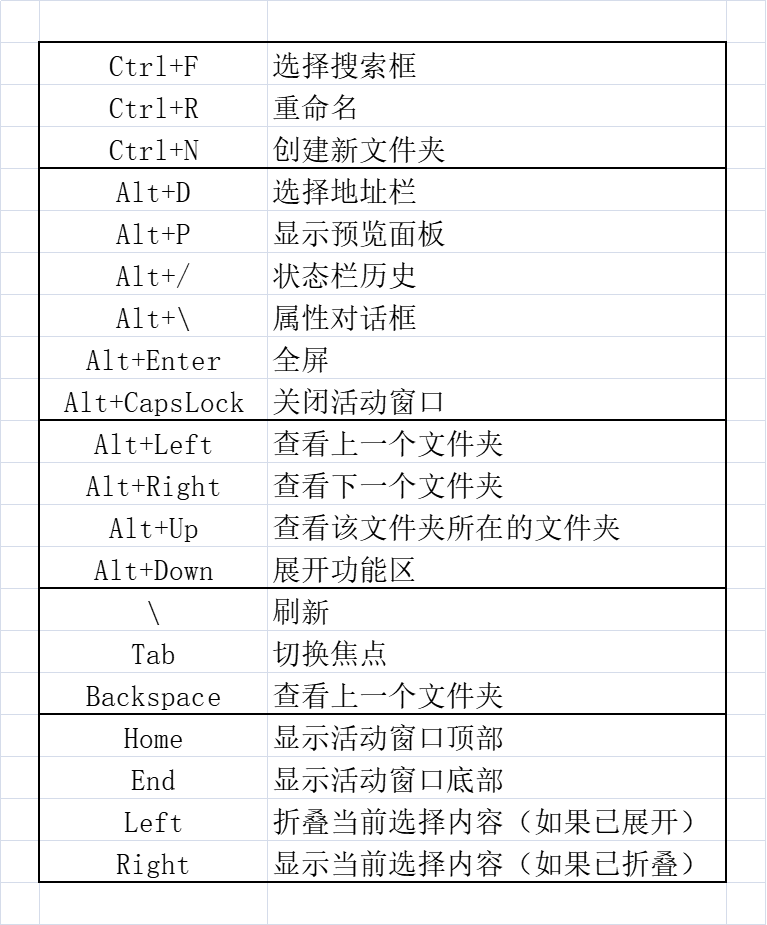 Ctrl+F 选择搜索框
Ctrl+R 重命名
Ctrl+N 创建新文件夹
Alt+D 选择地址栏
Alt+P 显示预览面板
Alt+/ 状态栏历史
Alt+\ 属性对话框
Alt+Enter 全屏
Alt+CapsLock 关闭活动窗口
Alt+Left 查看上一个文件夹
Alt+Right 查看下一个文件夹
Alt+Up 查看该文件夹所在的文件夹
Alt+Down 展开功能区
\ 刷新
Tab 切换焦点
Backspace 查看上一个文件夹
Home 显示活动窗口顶部
End 显示活动窗口底部
Left 折叠当前选择内容（如果已展开）
Right 显示当前选择内容（如果已折叠）